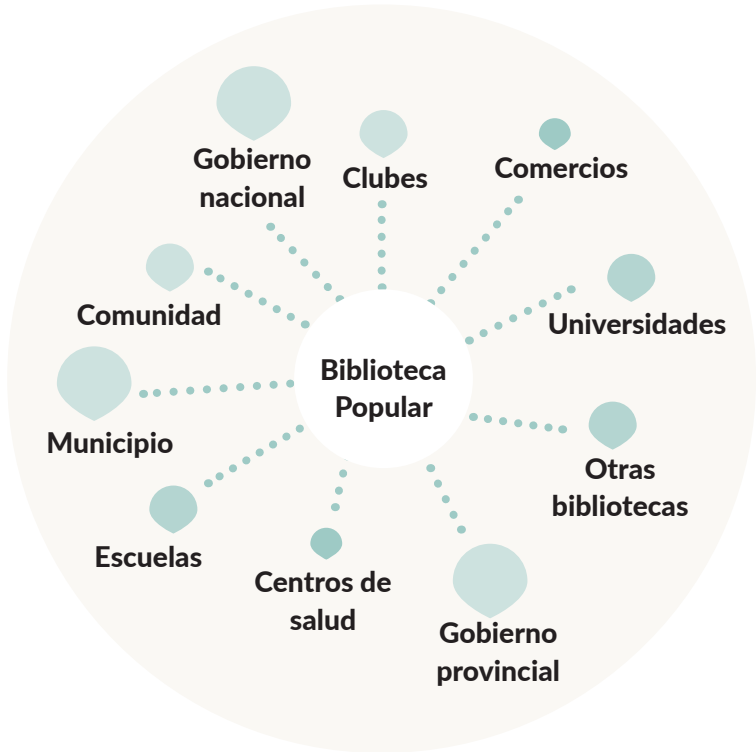 Gobierno
nacional
Clubes
Comercios
Comunidad
Universidades
Biblioteca
Popular
Municipio
Otras
bibliotecas
Escuelas
Centros de
salud
Gobierno
provincial